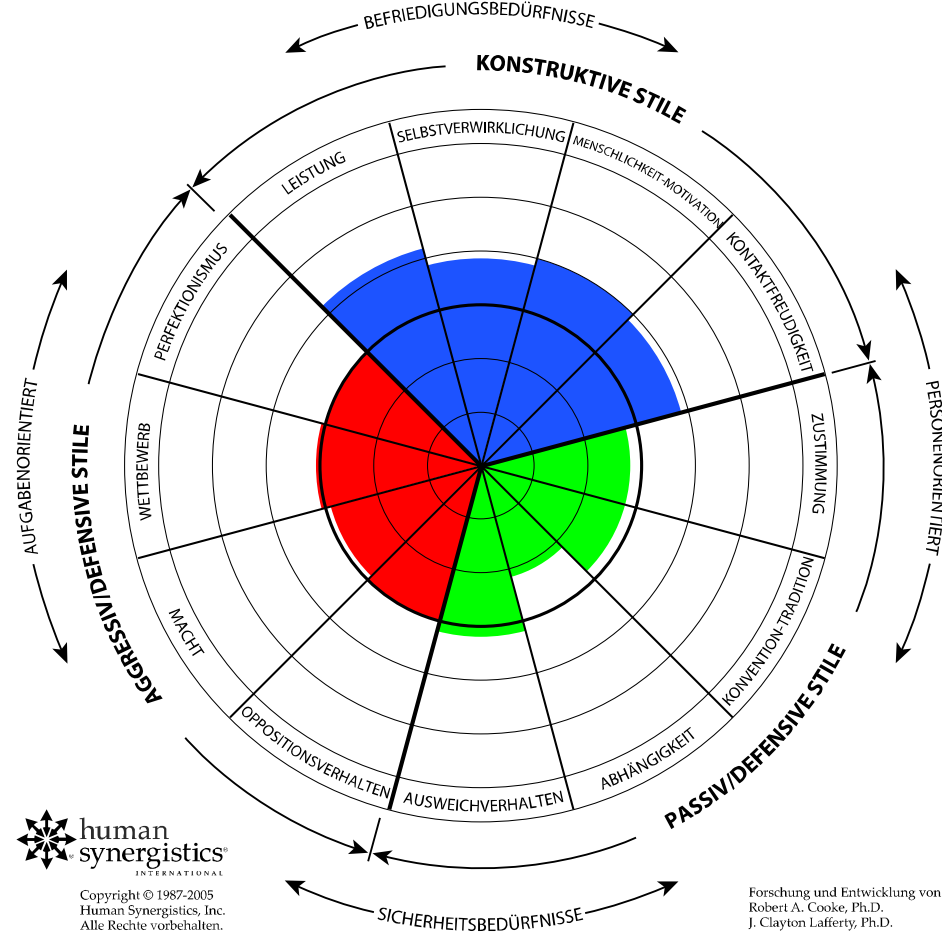 BEFRIEDIGUNGSBEDÜRFNISSE
KONSTRUKTIVE STILE
SELBSTVERWIRKLICHUNG
MENSCHLICHKEIT-MOTIVATION
LEISTUNG
KONTAKTFREUDIGKEIT
PERFEKTIONISMUS
AUFGABENORIENTIERT
PERSONENORIENTIERT
WETTBEWERB
ZUSTIMMUNG
AGGRESSIV/DEFENSIVE STILE
MACHT
KONVENTION-TRADITION
OPPOSITIONSVERHALTEN
ABHÄNGIGKEIT
AUSWEICHVERHALTEN
PASSIV/DEFENSIVE STILE
SICHERHEITSBEDÜRFNISSE
human
synergistics®
®
INTERNATIONAL
Copyright © 1987-2005
Human Synergistics, Inc.
Alle Rechte vorbehalten.
Forschung und Entwicklung von
Robert A. Cooke, Ph.D.
J. Clayton Lafferty, Ph.D.